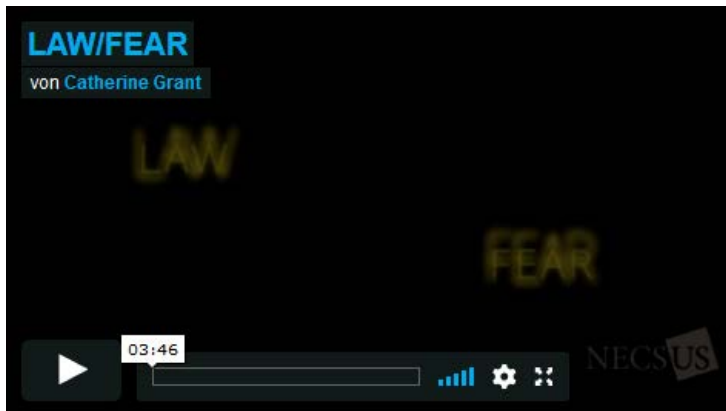 LAW/FEAR
von Catherine Grant
LAW
FEAR
03:46
NECSUS